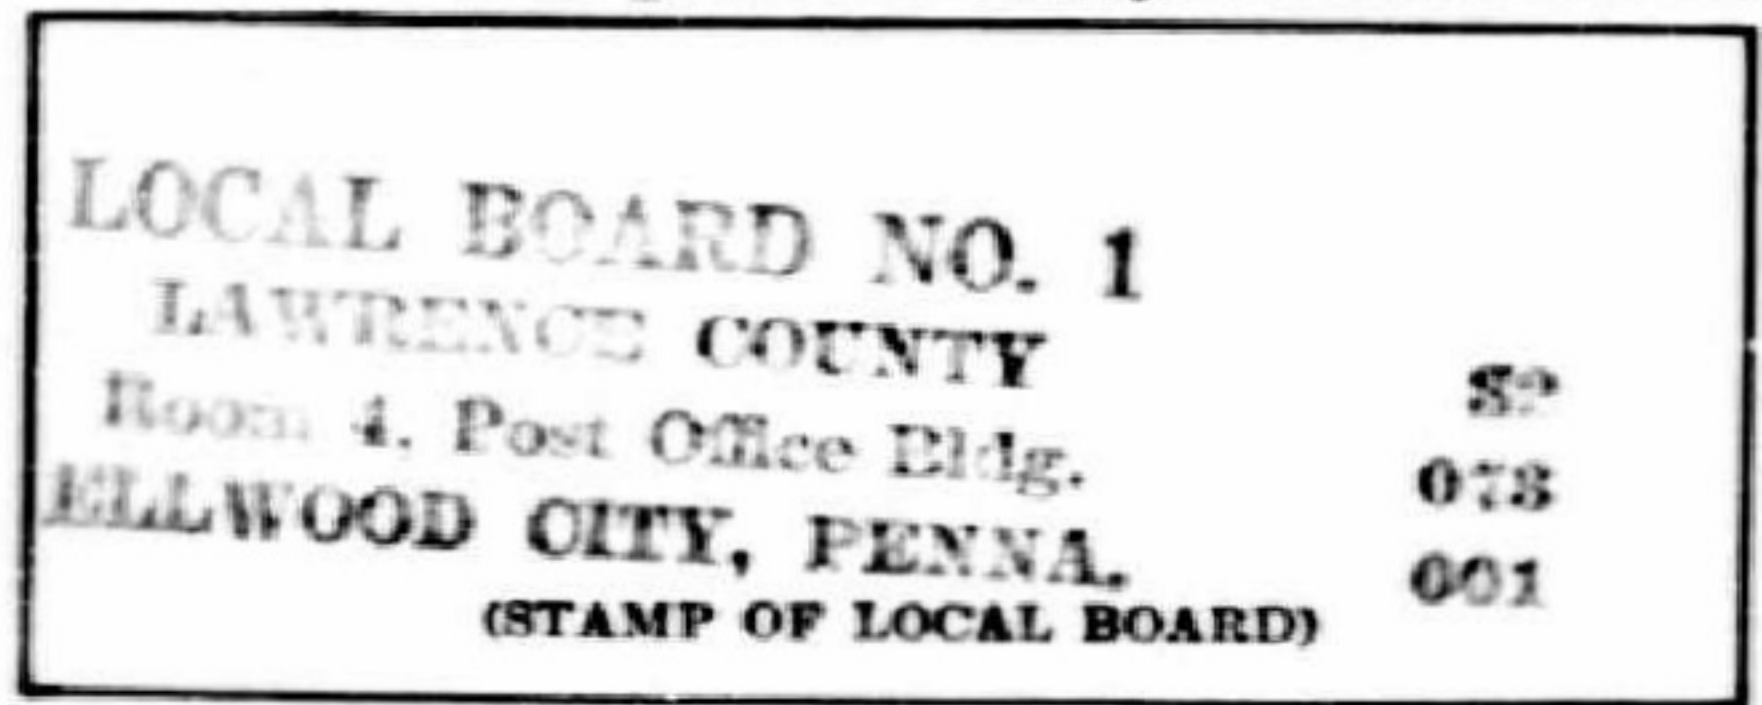 LOCAL BOARD NO. 1
LAWRENCE COUNTY
Room 4, Post Office Bldg.
073
ELLWOOD CITY, PENNA.
001
(STAMP OF LOCAL BOARD)